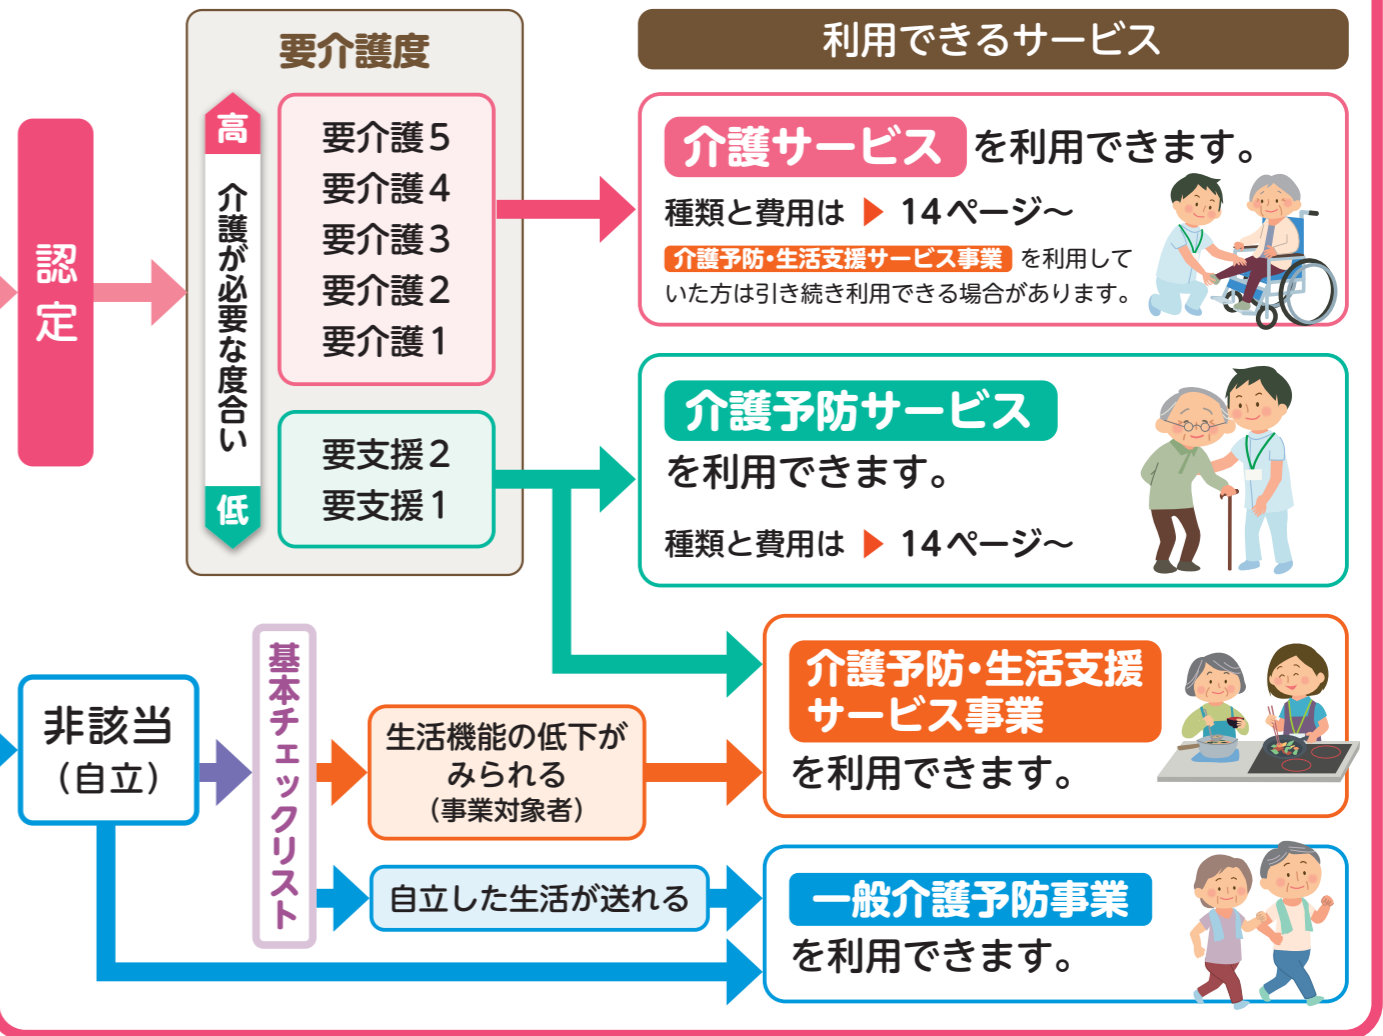 認定
要介護度
高
介護が必要な度合い
低
要介護5
要介護4
要介護3
要介護2
要介護1
要支援2
要支援1
利用できるサービス
介護サービス を利用できます。
種類と費用は ▶ 14ページ〜
介護予防・生活支援サービス事業 を利用して
いた方は引き続き利用できる場合があります。
介護予防サービス
を利用できます。
種類と費用は ▶ 14ページ〜
非該当
（自立）
基本チェックリスト
生活機能の低下が
みられる
（事業対象者）
自立した生活が送れる
介護予防・生活支援
サービス事業
を利用できます。
一般介護予防事業
を利用できます。